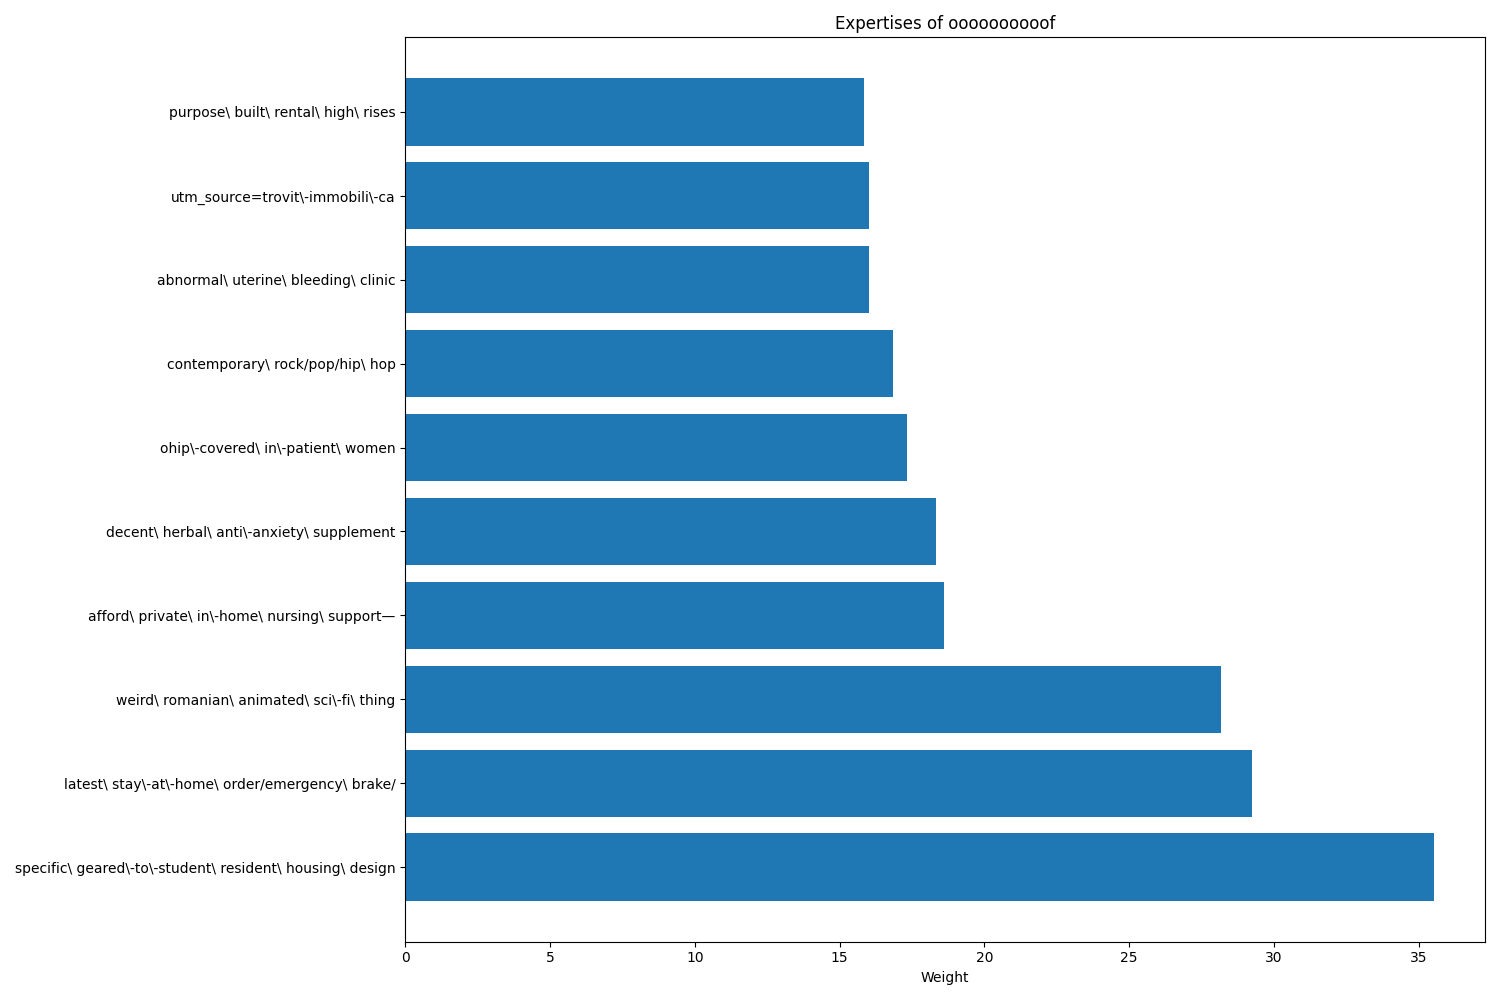 Expertises of oooooooooof
purpose\ built\ rental\ high\ rises
utm_source=trovit\-immobili\-ca
abnormal\ uterine\ bleeding\ clinic
contemporary\ rock/pop/hip\ hop
ohip\-covered\ in\-patient\ women
decent\ herbal\ anti\-anxiety\ supplement
afford\ private\ in\-home\ nursing\ support—
weird\ romanian\ animated\ sci\-fi\ thing
latest\ stay\-at\-home\ order/emergency\ brake/
specific\ geared\-to\-student\ resident\ housing\ design
0 5 10 15 20 25 30 35
Weight